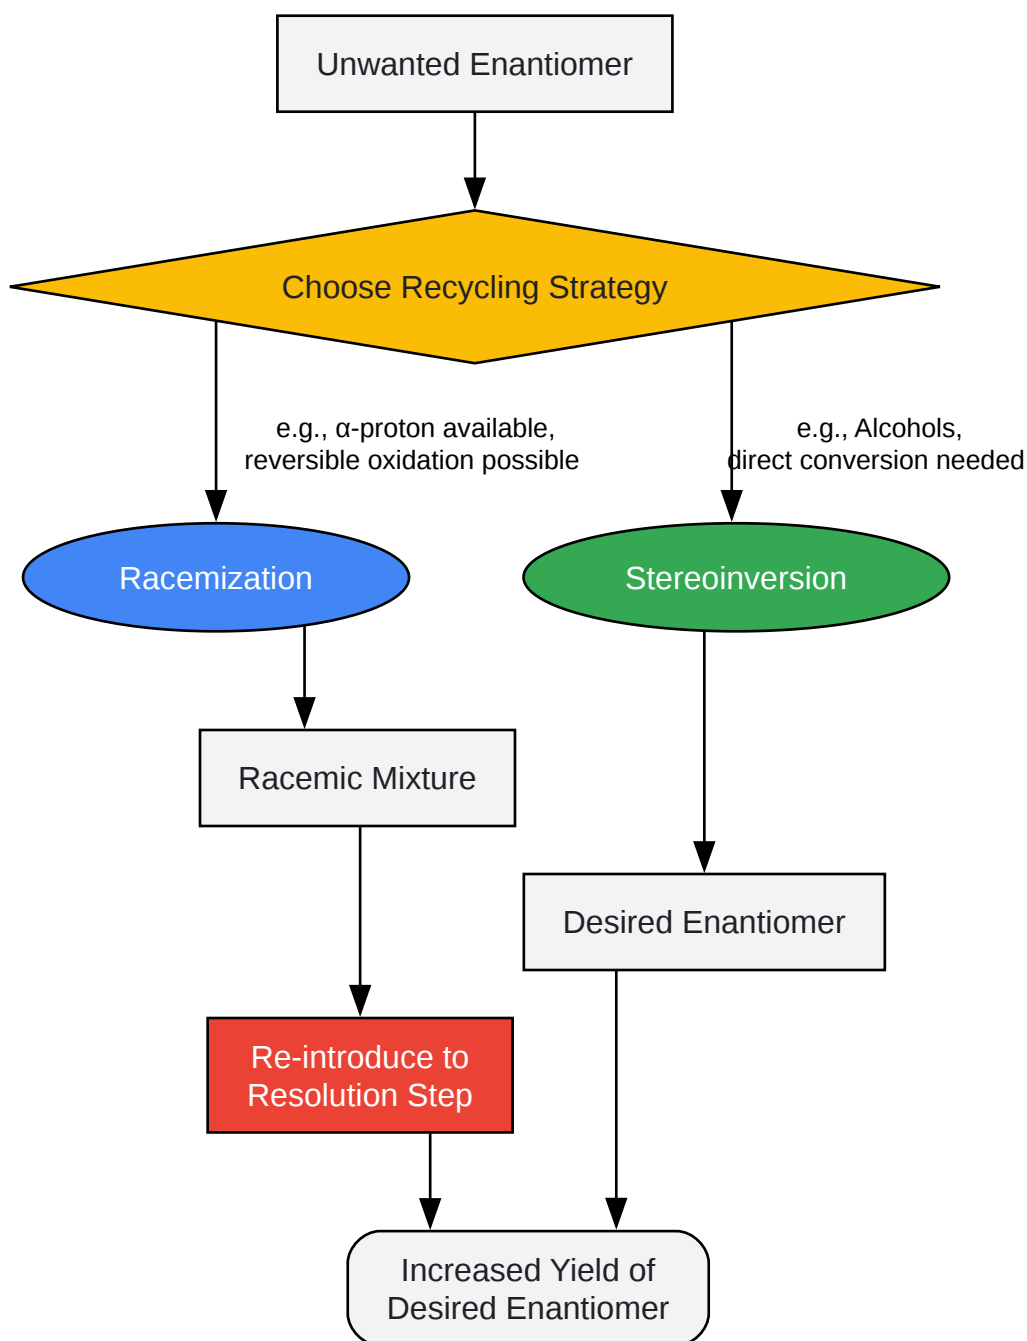 Unwanted Enantiomer
Choose Recycling Strategy
e.g., α-proton available,
reversible oxidation possible
e.g., Alcohols,
direct conversion needed
Racemization
Stereoinversion
Racemic Mixture
Desired Enantiomer
Re-introduce to
Resolution Step
Increased Yield of
Desired Enantiomer